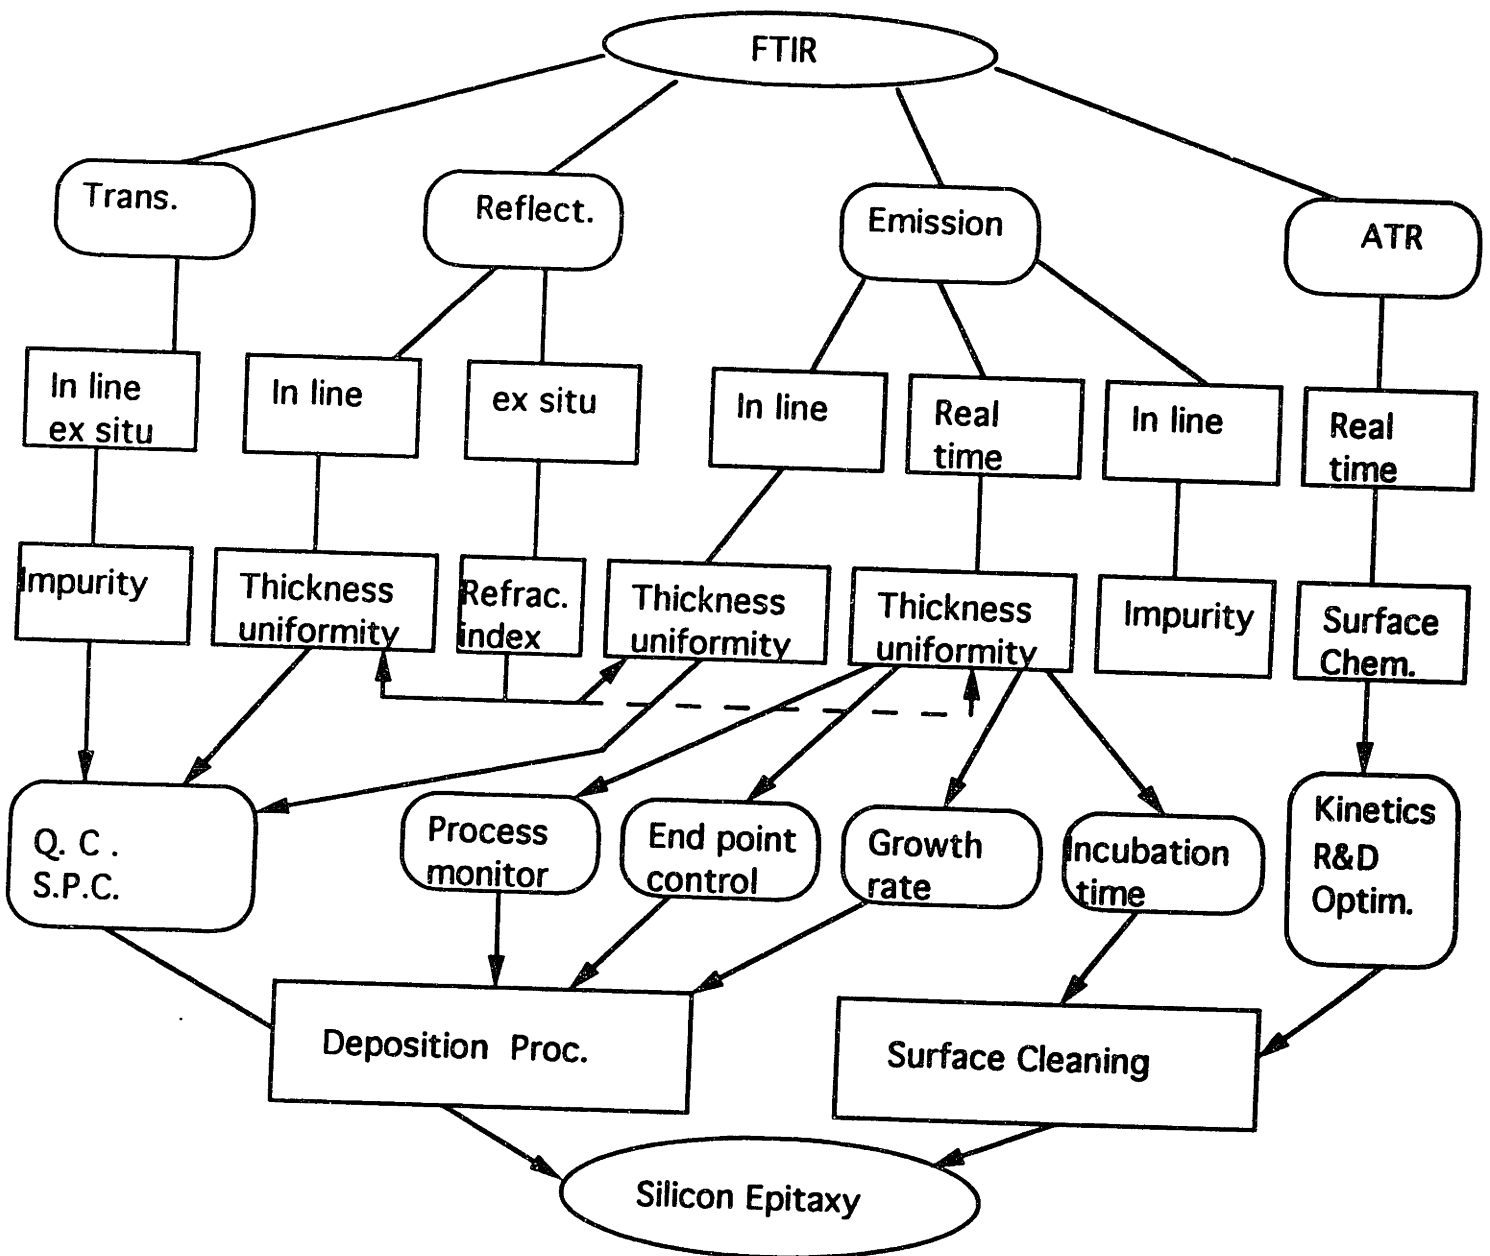 FTIR
Trans.
Reflect.
Emission
ATR
In line
ex situ
In line
ex situ
In line
Real
time
In line
Real
time
Impurity
Thickness
uniformity
Refrac.
index
Thickness
uniformity
Thickness
uniformity
Impurity
Surface
Chem.
Q. C .
S.P.C.
Process
monitor
End point
control
Growth
rate
Incubation
time
Kinetics
R&D
Optim.
Deposition Proc.
Surface Cleaning
Silicon Epitaxy